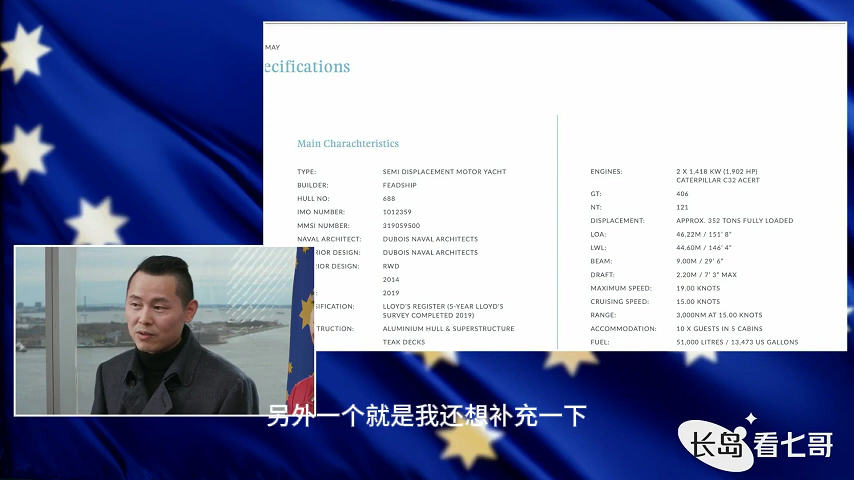 MAY
ecifications
Main Charachteristics
TYPE: SEMI DISPLACEMENT MOTOR YACHT
BUILDER: FEADSHIP
HULL NO: 688
IMO NUMBER: 1012359
MMSI NUMBER: 319059500
NAVAL ARCHITECT: DUBOIS NAVAL ARCHITECTS
RIOR DESIGN: DUBOIS NAVAL ARCHITECTS
RIOR DESIGN: RWD
2014
2019
SIFICATION: LLOYD'S REGISTER (5-YEAR LLOYD'S
SURVEY COMPLETED 2019)
TRUCTION: ALUMINIUM HULL & SUPERSTRUCTURE
TEAK DECKS
ENGINES: 2 X 1,418 KW (1,902 HP)
CATERPILLAR C32 ACERT
GT: 406
NT: 121
DISPLACEMENT: APPROX. 352 TONS FULLY LOADED
LOA: 46.22M / 151' 8"
LWL: 44.60M / 146' 4"
BEAM: 9.00M / 29' 6"
DRAFT: 2.20M / 7' 3" MAX
MAXIMUM SPEED: 19.00 KNOTS
CRUISING SPEED: 15.00 KNOTS
RANGE: 3,000NM AT 15.00 KNOTS
ACCOMMODATION: 10 X GUESTS IN 5 CABINS
FUEL: 51,000 LITRES / 13,473 US GALLONS
另外一个就是我还想补充一下
长岛看七哥